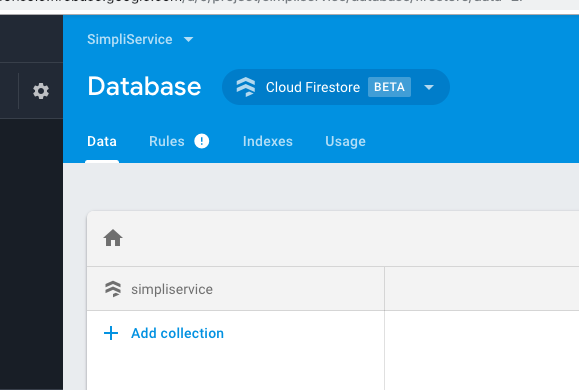 SimpliService
Database Cloud Firestore BETA
Data Rules Indexes Usage
simpliservice
Add collection